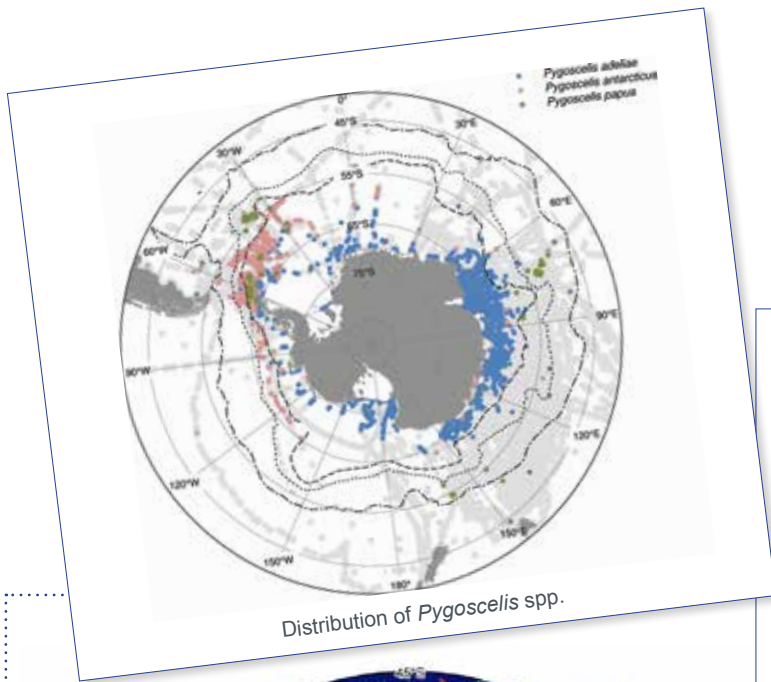 Pygoscelis adeliae
Pygoscelis antarcticus
Pygoscelis papua
0°
45°S
30°E
30°W
55°S
60°E
65°S
60°W
75°S
90°E
90°W
120°E
120°W
150°E
150°W
180°
Distribution of Pygoscelis spp.
45°S